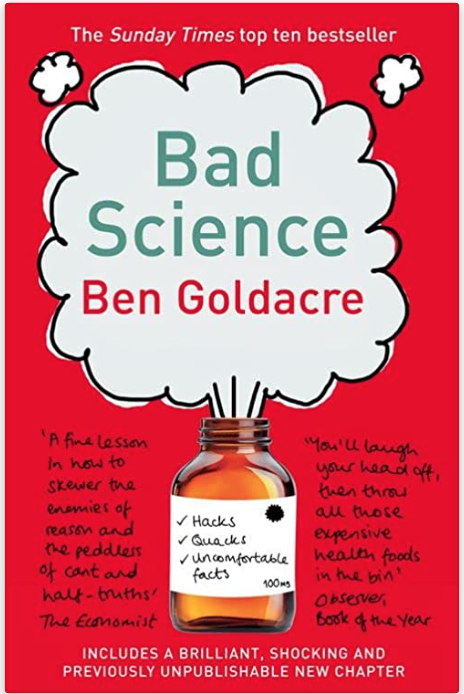 The Sunday Times top ten bestseller
Bad
Science
Ben Goldacre
'A fine lesson
in how to
skewer the
enemies of
reason and
the peddlers
of cant and
half-truths'
The Economist
✓ Hacks
✓ Quacks
✓ Uncomfortable
facts
100mg
'You'll laugh
your head off,
then throw
all those
expensive
health foods
in the bin'
Observer,
Book of the Year
INCLUDES A BRILLIANT, SHOCKING AND
PREVIOUSLY UNPUBLISHABLE NEW CHAPTER